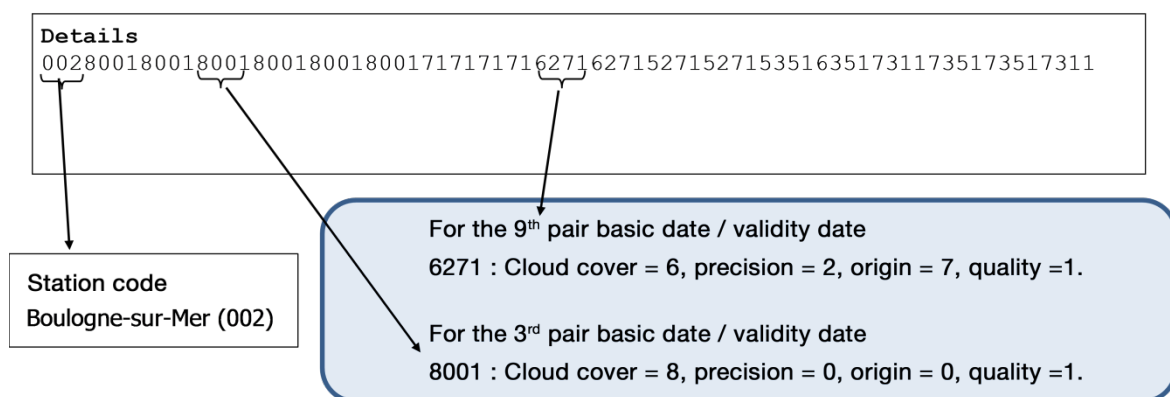 Details
002800180018001800180018001717171716271627152715271535163517311735173517311
For the 9th pair basic date / validity date
6271 : Cloud cover = 6, precision = 2, origin = 7, quality =1.
Station code
Boulogne-sur-Mer (002)
For the 3rd pair basic date / validity date
8001 : Cloud cover = 8, precision = 0, origin = 0, quality =1.